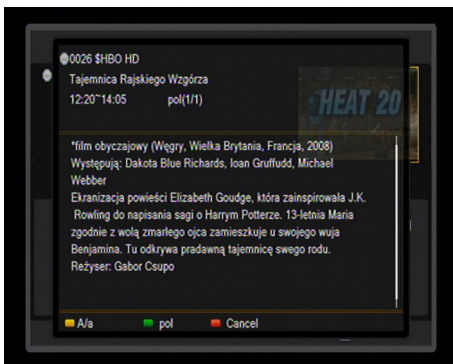 0026 $HBO HD
Tajemnica Rajskiego Wzgórza
12:20~14:05 pol(1/1)
HEAT 20
*film obyczajowy (Węgry, Wielka Brytania, Francja, 2008)
Występują: Dakota Blue Richards, Ioan Gruffudd, Michael
Webber
Ekranizacja powieści Elizabeth Goudge, która zainspirowała J.K.
Rowling do napisania sagi o Harrym Potterze. 13-letnia Maria
zgodnie z wolą zmarłego ojca zamieszkuje u swojego wuja
Benjamina. Tu odkrywa pradawną tajemnicę swego rodu.
Reżyser: Gabor Csupo
A/a pol Cancel